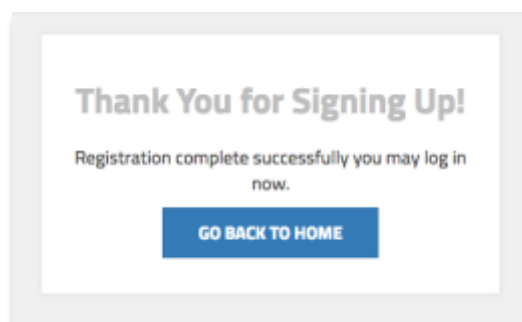 Thank You for Signing Up!
Registration complete successfully you may log in
now.
GO BACK TO HOME